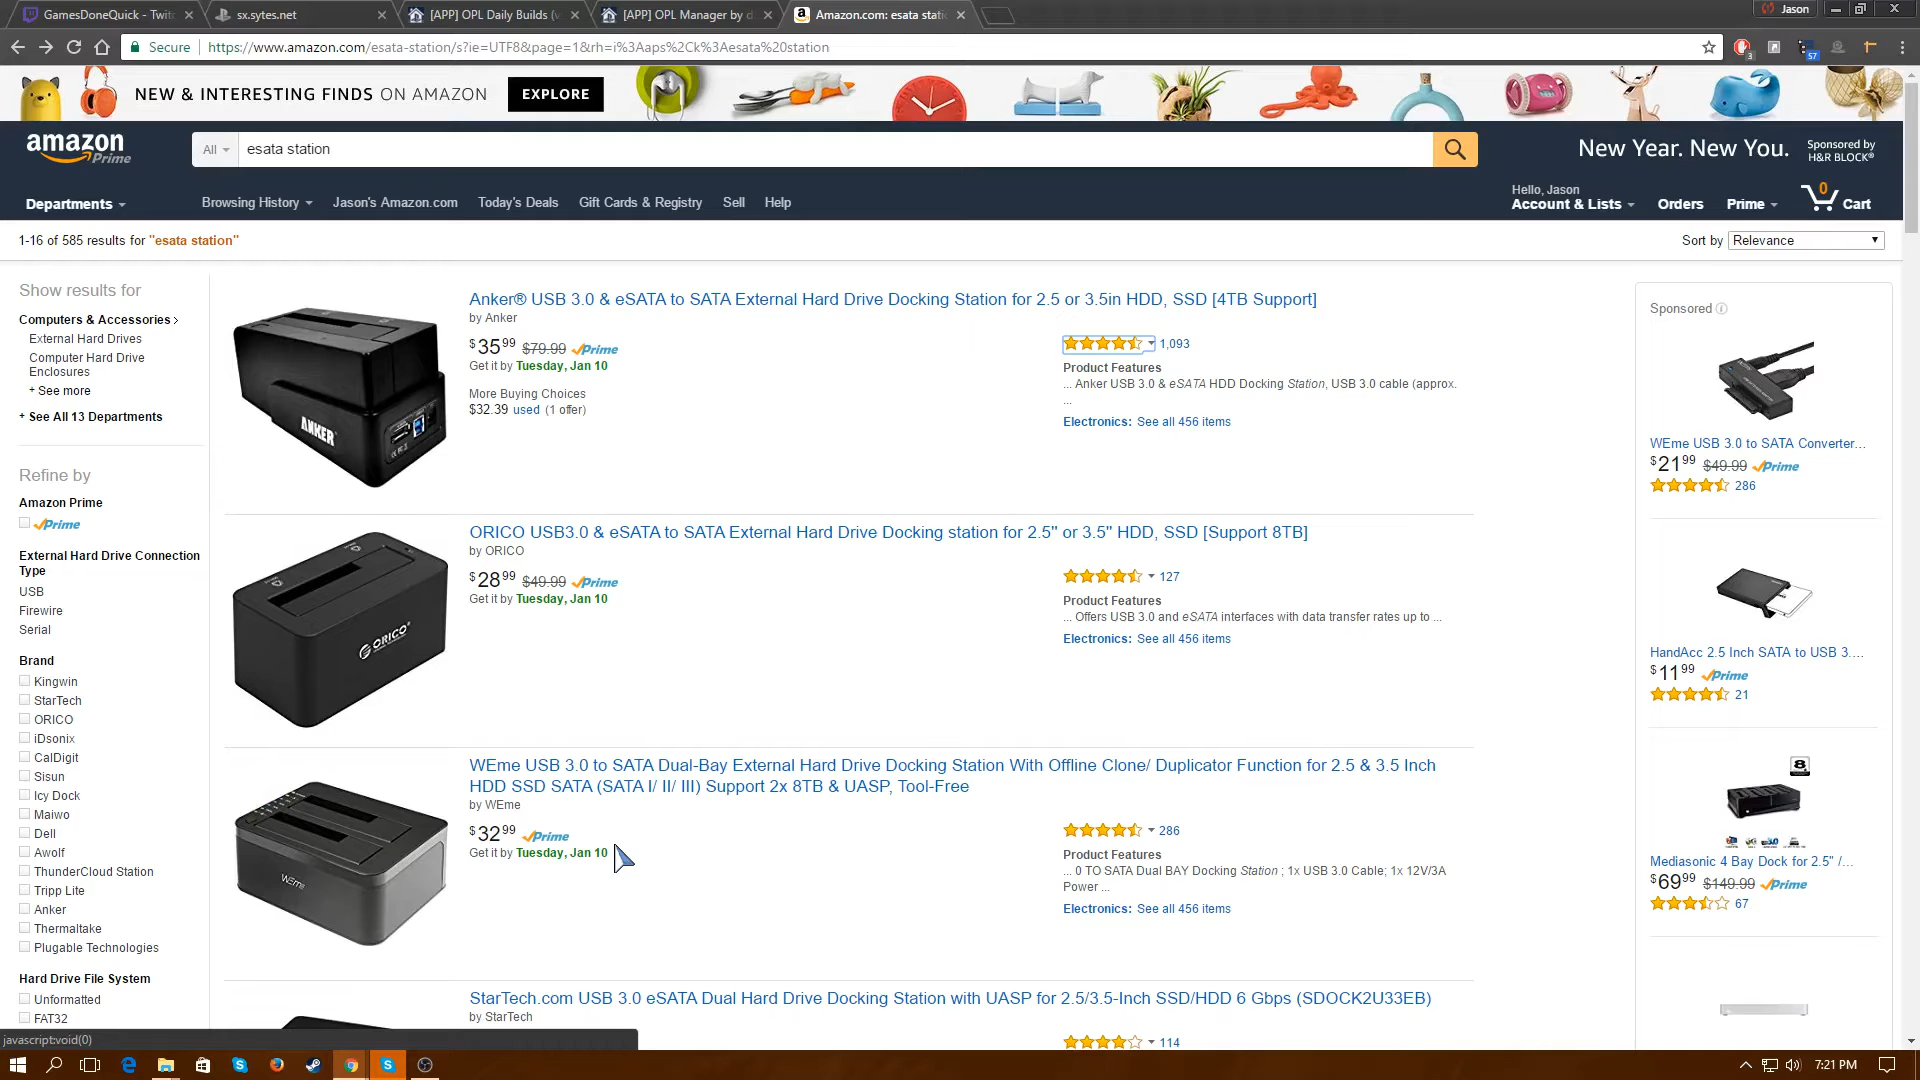 GamesDoneQuick - Twitc
sx.sytes.net
[APP] OPL Daily Builds (v
[APP] OPL Manager by d
Amazon.com: esata stati
Jason
Secure
https://www.amazon.com/esata-station/s?ie=UTF8&page=1&rh=i%3Aaps%2Ck%3Aesata%20station
3
57
NEW & INTERESTING FINDS ON AMAZON
EXPLORE
amazon
Prime
All
esata station
New Year. New You.
Sponsored by
H&R BLOCK®
Departments
Browsing History
Jason's Amazon.com
Today's Deals
Gift Cards & Registry
Sell
Help
Hello, Jason
Account & Lists
Orders
Prime
0
Cart
1-16 of 585 results for "esata station"
Sort by
Relevance
Show results for
Computers & Accessories
External Hard Drives
Computer Hard Drive
Enclosures
+ See more
+ See All 13 Departments
Refine by
Amazon Prime
Prime
External Hard Drive Connection
Type
USB
Firewire
Serial
Brand
Kingwin
StarTech
ORICO
iDsonix
CalDigit
Sisun
Icy Dock
Maiwo
Dell
Awolf
ThunderCloud Station
Tripp Lite
Anker
Thermaltake
Plugable Technologies
Hard Drive File System
Unformatted
FAT32
ANKER
Anker® USB 3.0 & eSATA to SATA External Hard Drive Docking Station for 2.5 or 3.5in HDD, SSD [4TB Support]
by Anker
$35 99 $79.99 Prime
Get it by Tuesday, Jan 10
More Buying Choices
$32.39 used (1 offer)
1,093
Product Features
... Anker USB 3.0 & eSATA HDD Docking Station, USB 3.0 cable (approx.
...
Electronics: See all 456 items
ORICO
ORICO USB3.0 & eSATA to SATA External Hard Drive Docking station for 2.5'' or 3.5'' HDD, SSD [Support 8TB]
by ORICO
$28 99 $49.99 Prime
Get it by Tuesday, Jan 10
127
Product Features
... Offers USB 3.0 and eSATA interfaces with data transfer rates up to ...
Electronics: See all 456 items
WEme
WEme USB 3.0 to SATA Dual-Bay External Hard Drive Docking Station With Offline Clone/ Duplicator Function for 2.5 & 3.5 Inch
HDD SSD SATA (SATA I/ II/ III) Support 2x 8TB & UASP, Tool-Free
by WEme
$32 99 Prime
Get it by Tuesday, Jan 10
286
Product Features
... 0 TO SATA Dual BAY Docking Station ; 1x USB 3.0 Cable; 1x 12V/3A
Power ...
Electronics: See all 456 items
StarTech.com USB 3.0 eSATA Dual Hard Drive Docking Station with UASP for 2.5/3.5-Inch SSD/HDD 6 Gbps (SDOCK2U33EB)
by StarTech
114
Sponsored
WEme USB 3.0 to SATA Converter...
$21 99 $49.99 Prime
286
HandAcc 2.5 Inch SATA to USB 3....
$11 99 Prime
21
8
Mediasonic 4 Bay Dock for 2.5" /...
$69 99 $149.99 Prime
67
javascript:void(0)
7:21 PM